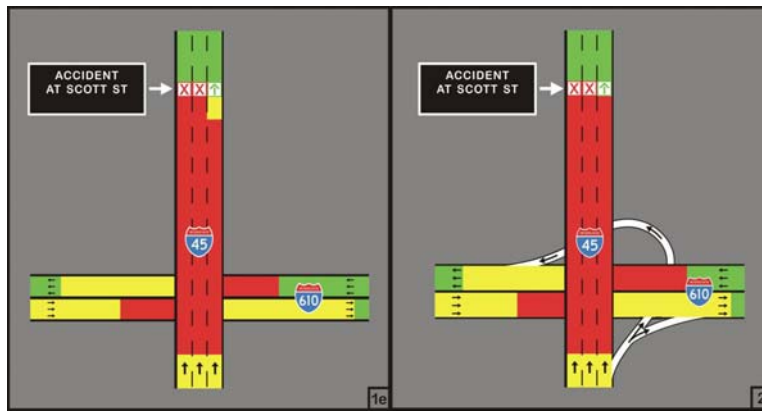 ACCIDENT
AT SCOTT ST
X X
45
610
1e
ACCIDENT
AT SCOTT ST
X X
45
610
2